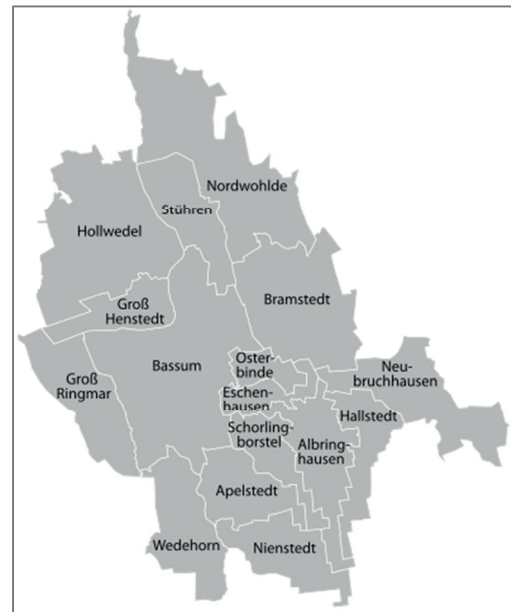 Nordwohlde
Stühren
Hollwedel
Groß
Henstedt
Bramstedt
Bassum
Groß
Ringmar
Oster-
binde
Neu-
bruchhausen
Eschen-
hausen
Hallstedt
Schorling-
borstel
Albring-
hausen
Apelstedt
Wedehorn
Nienstedt